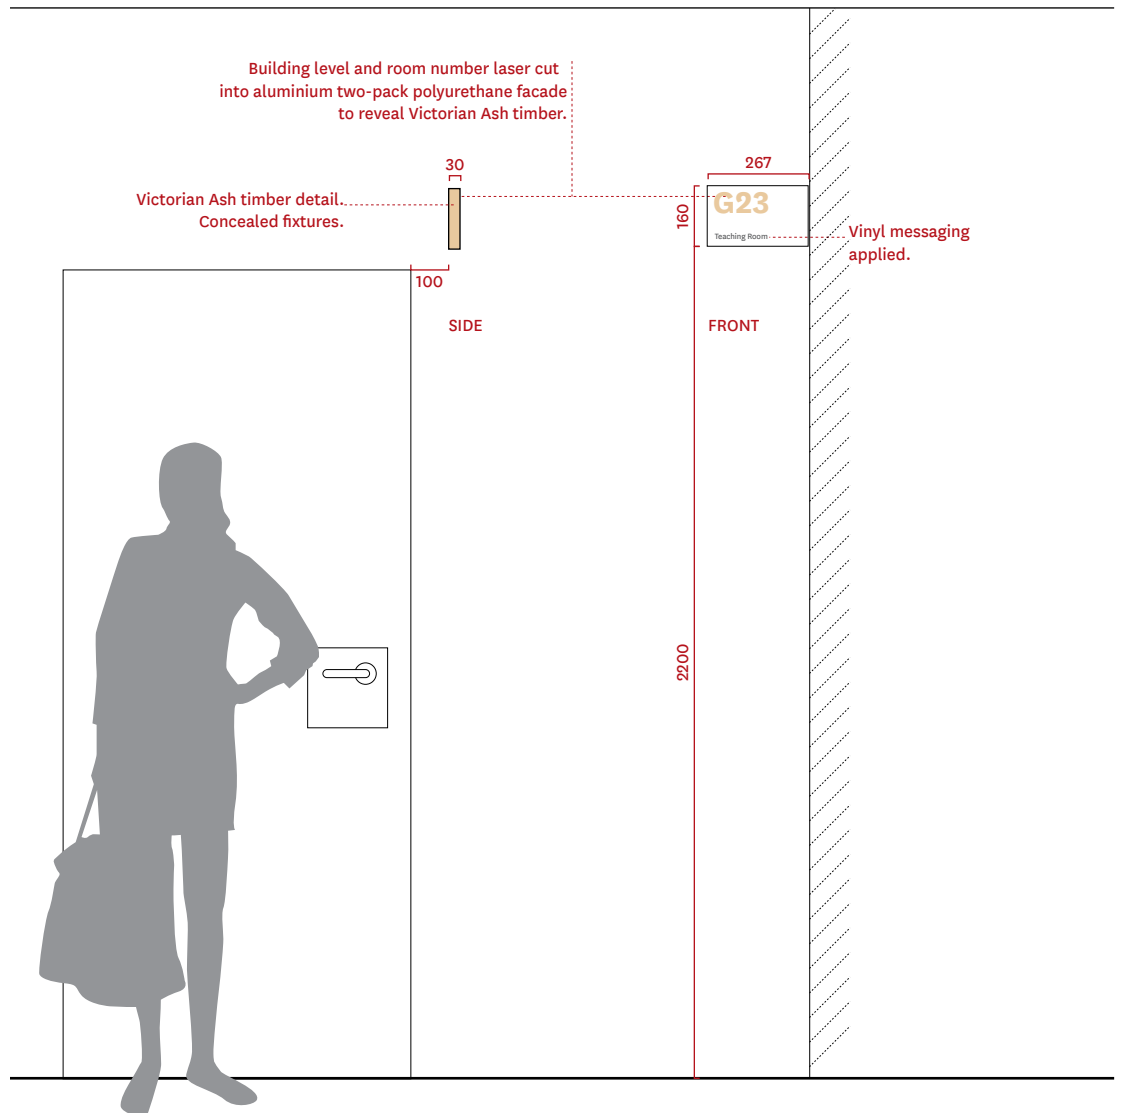 Building level and room number laser cut
into aluminium two-pack polyurethane facade
to reveal Victorian Ash timber.
30
267
Victorian Ash timber detail.
Concealed fixtures.
160
G23
Teaching Room
Vinyl messaging
applied.
100
SIDE
FRONT
2200